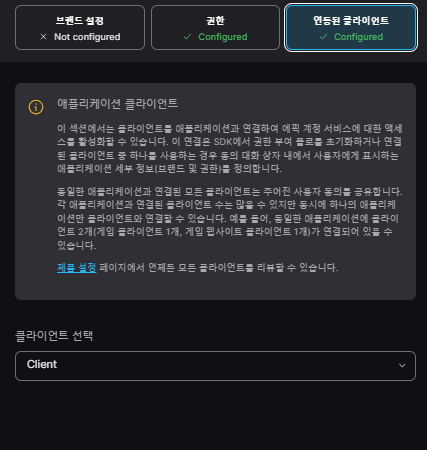 브랜드 설정
Not configured
권한
Configured
연동된 클라이언트
Configured
애플리케이션 클라이언트
이 섹션에서는 클라이언트를 애플리케이션과 연결하여 에픽 계정 서비스에 대한 액세
스를 활성화할 수 있습니다. 이 연결은 SDK에서 권한 부여 플로를 초기화하거나 연결
된 클라이언트 중 하나를 사용하는 경우 동의 대화 상자 내에서 사용자에게 표시하는
애플리케이션 세부 정보(브랜드 및 권한)를 정의합니다.
동일한 애플리케이션과 연결된 모든 클라이언트는 주어진 사용자 동의를 공유합니다.
각 애플리케이션과 연결된 클라이언트 수는 많을 수 있지만 동시에 하나의 애플리케
이션만 클라이언트와 연결할 수 있습니다. 예를 들어, 동일한 애플리케이션에 클라이
언트 2개(게임 클라이언트 1개, 게임 웹사이트 클라이언트 1개)가 연결되어 있을 수
있습니다.
제품 설정 페이지에서 언제든 모든 클라이언트를 리뷰할 수 있습니다.
클라이언트 선택
Client